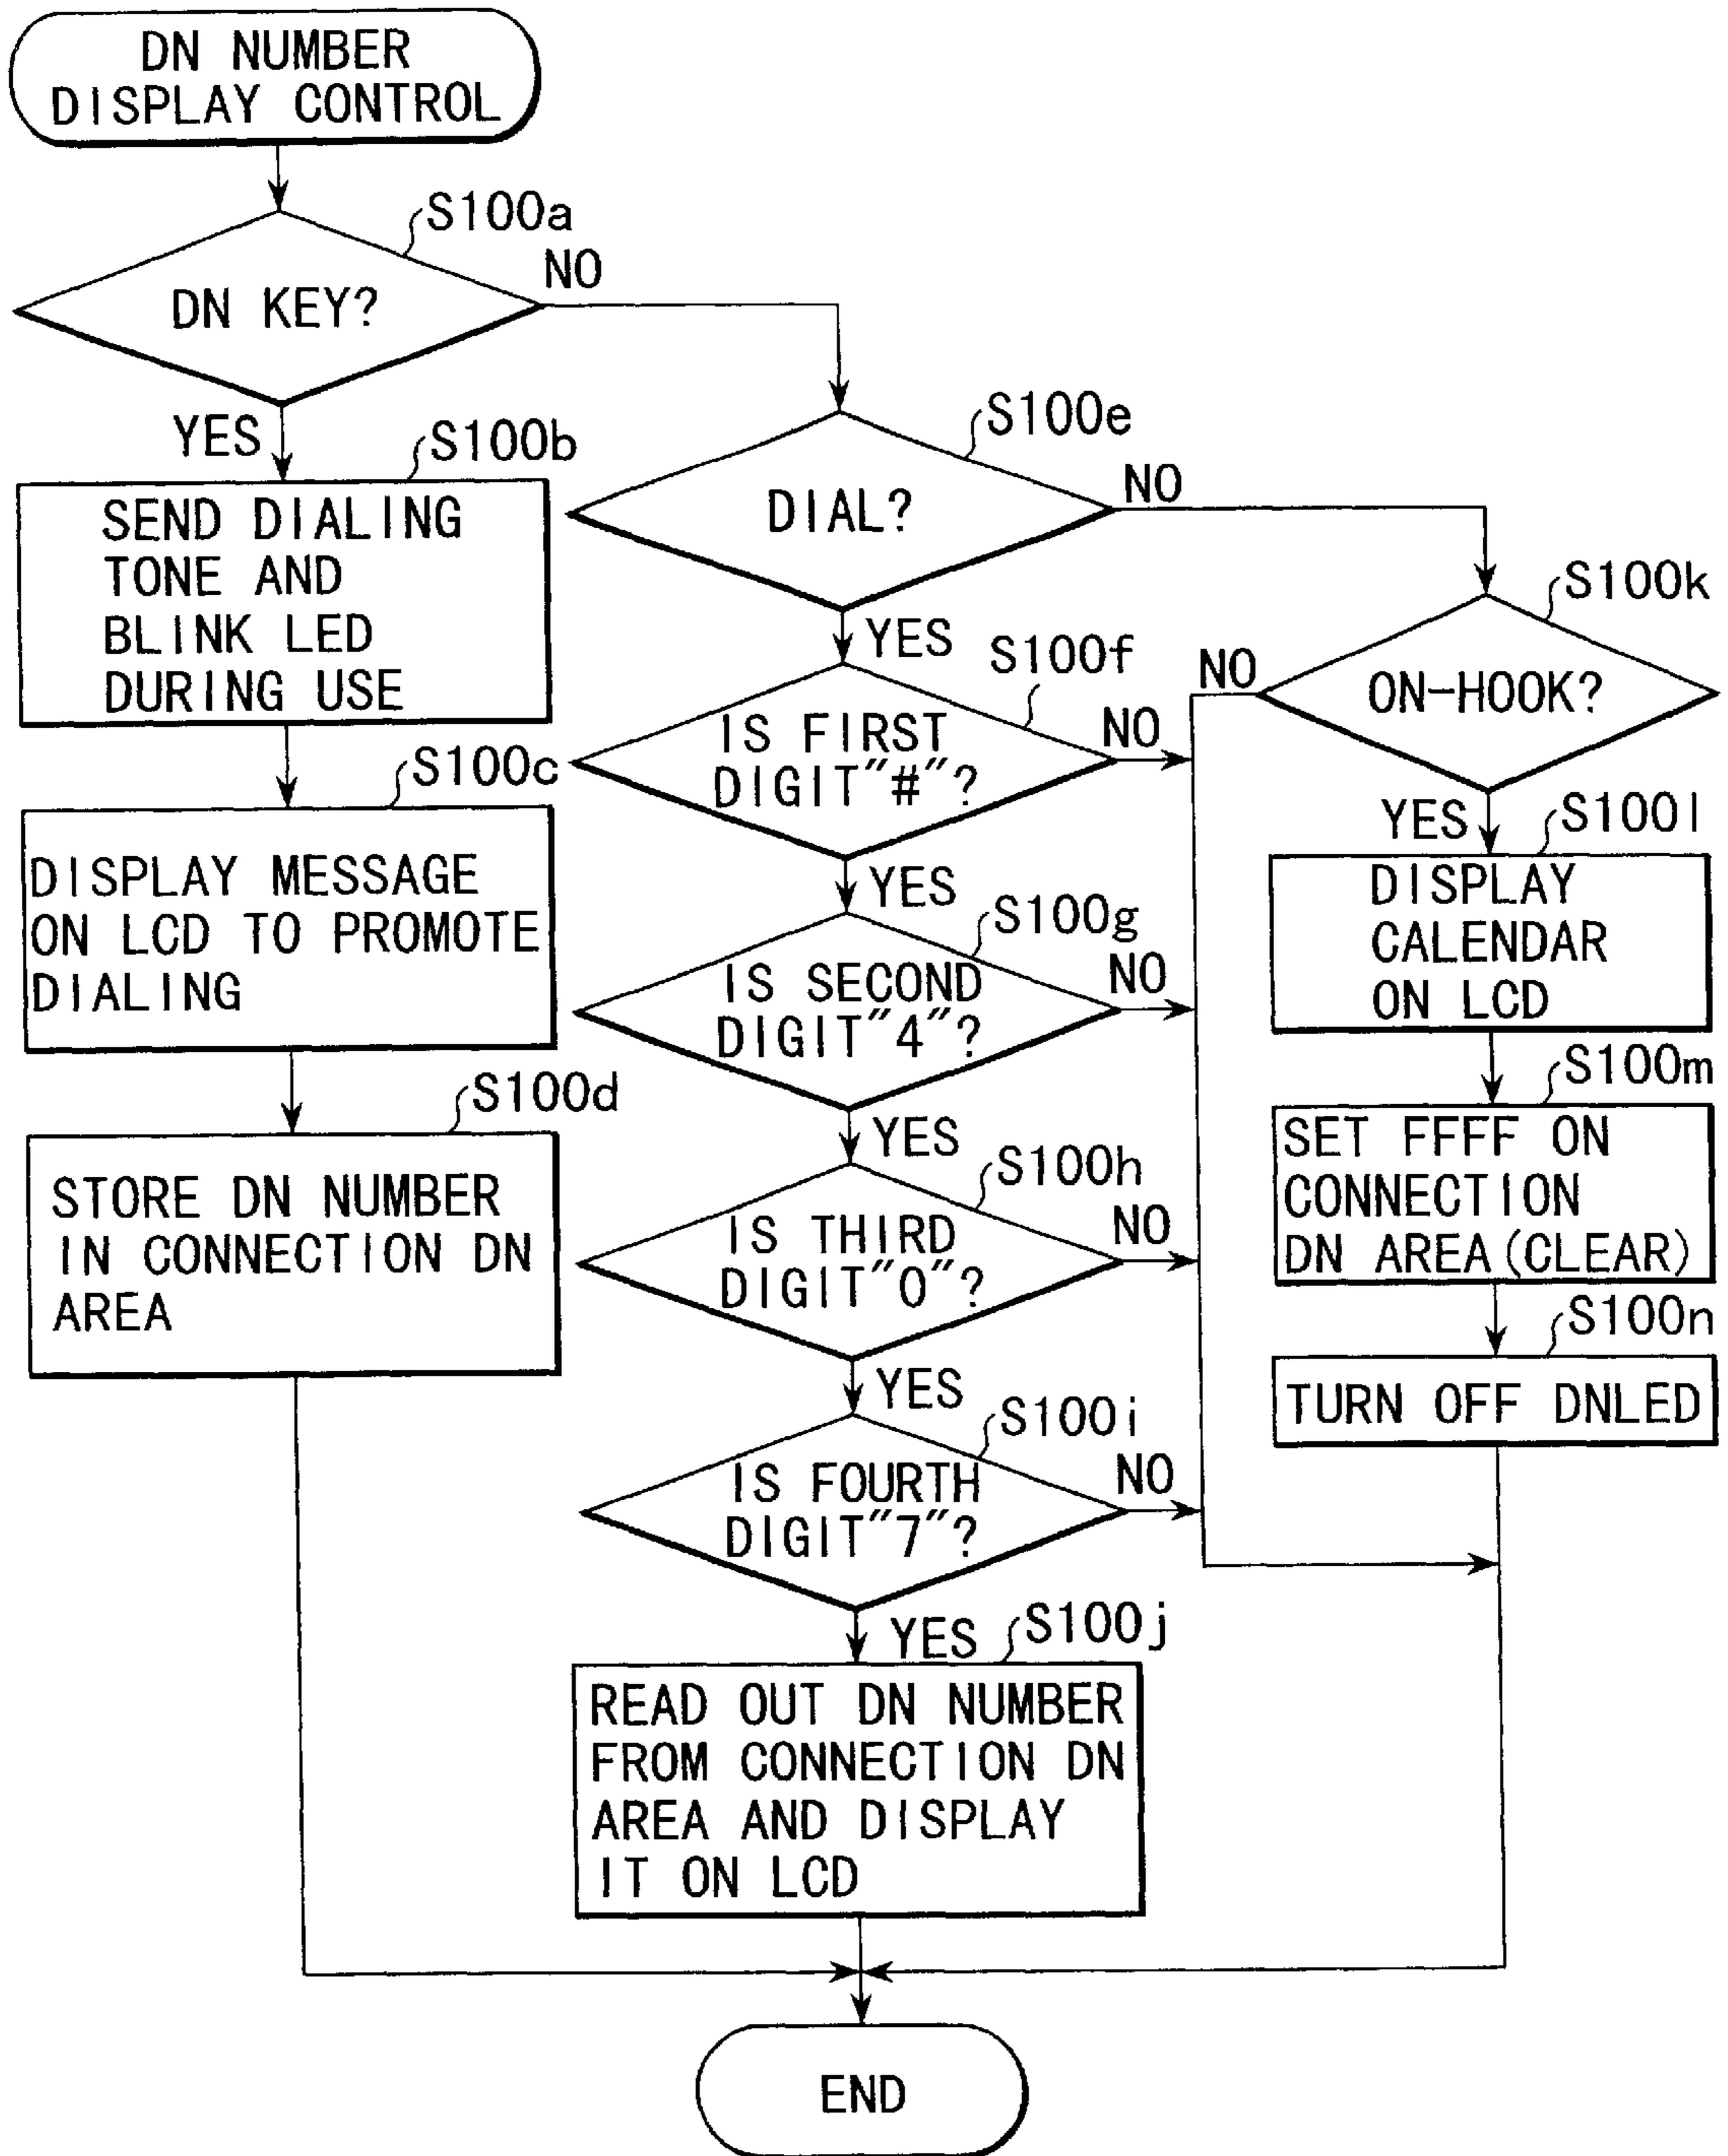 DN NUMBER
DISPLAY CONTROL
S100a
DN KEY?
NO
YES
S100b
SEND DIALING
TONE AND
BLINK LED
DURING USE
S100c
DISPLAY MESSAGE
ON LCD TO PROMOTE
DIALING
S100d
STORE DN NUMBER
IN CONNECTION DN
AREA
S100e
DIAL?
NO
YES
S100f
IS FIRST
DIGIT"#"?
NO
YES
S100g
IS SECOND
DIGIT"4"?
NO
YES
S100h
IS THIRD
DIGIT"0"?
NO
YES
S100i
IS FOURTH
DIGIT"7"?
NO
YES
S100j
READ OUT DN NUMBER
FROM CONNECTION DN
AREA AND DISPLAY
IT ON LCD
S100k
ON-HOOK?
NO
YES
S100l
DISPLAY
CALENDAR
ON LCD
S100m
SET FFFF ON
CONNECTION
DN AREA(CLEAR)
S100n
TURN OFF DNLED
END